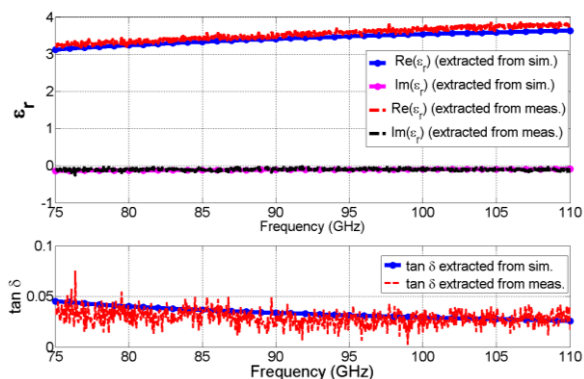 4
3
2
1
0
-1
εr
Re(εr) (extracted from sim.)
Im(εr) (extracted from sim.)
Re(εr) (extracted from meas.)
Im(εr) (extracted from meas.)
75 80 85 90 95 100 105 110
Frequency (GHz)
0.1
0.05
0
tan δ
tan δ extracted from sim.
tan δ extracted from meas.
75 80 85 90 95 100 105 110
Frequency (GHz)